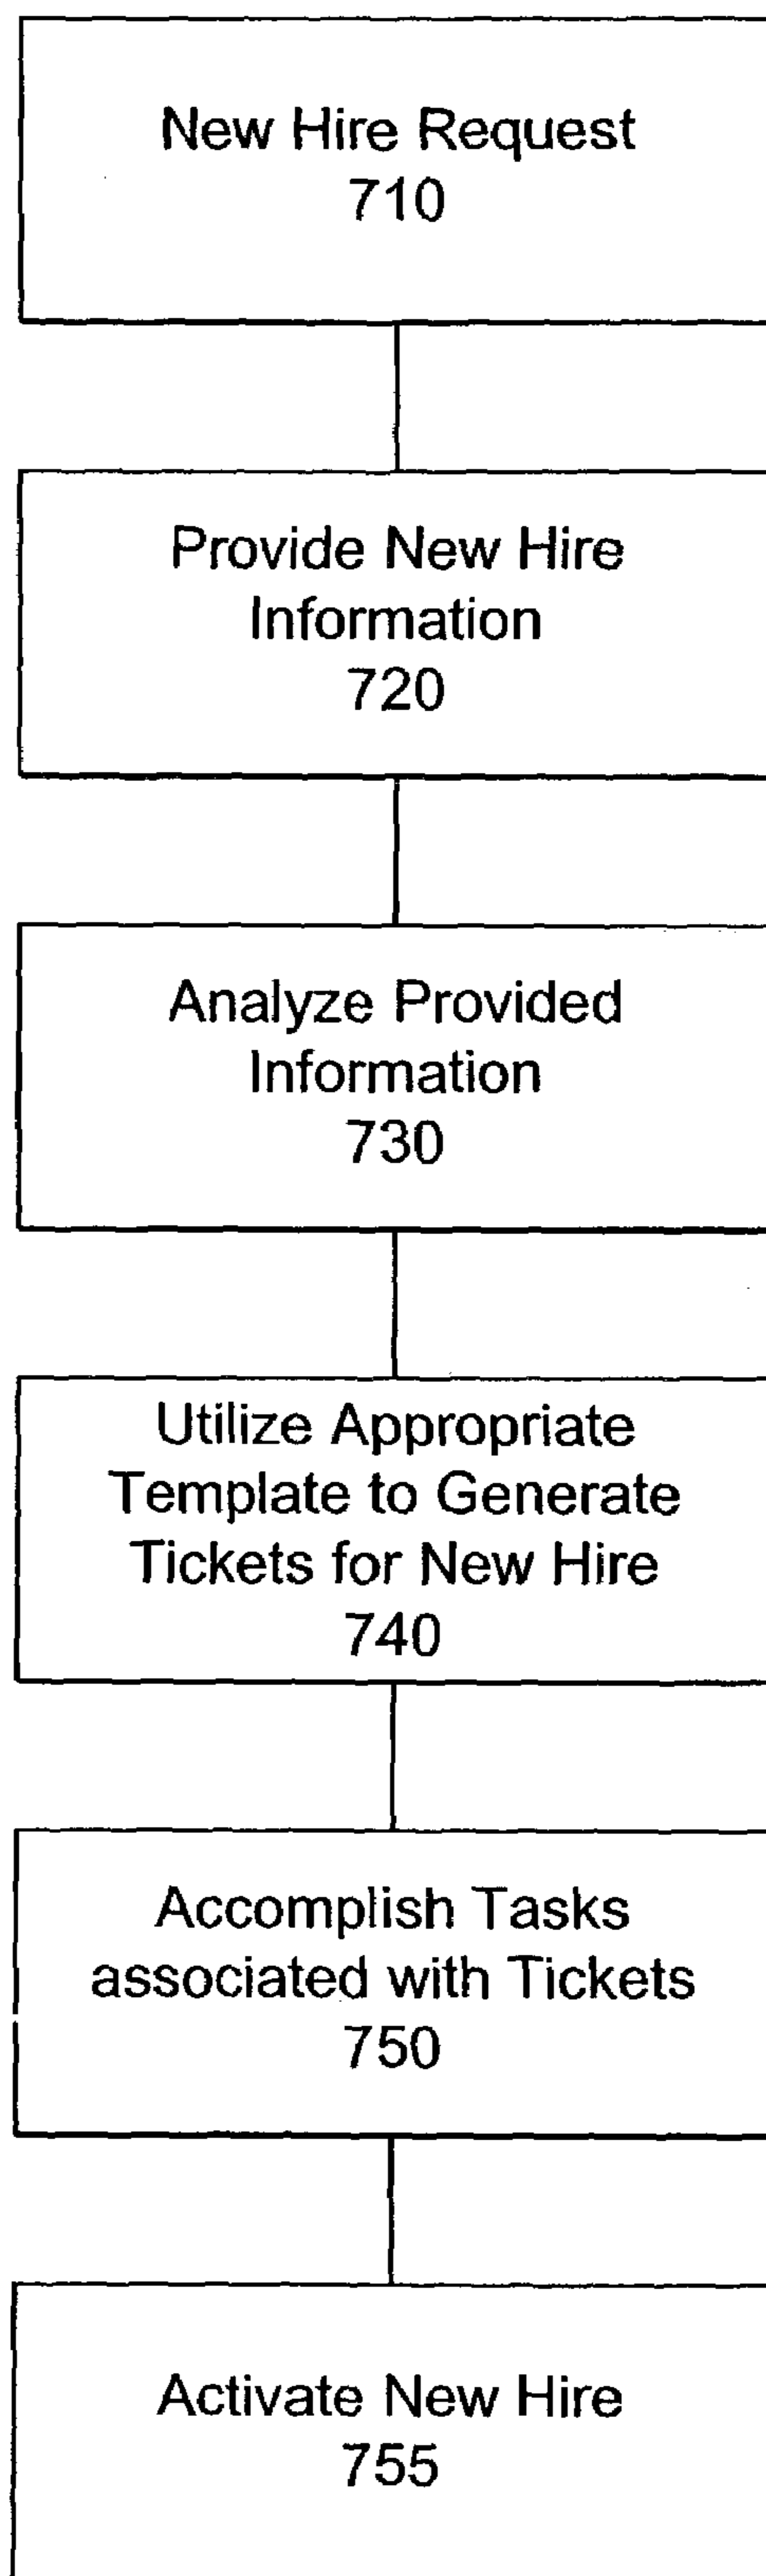 New Hire Request
710
Provide New Hire
Information
720
Analyze Provided
Information
730
Utilize Appropriate
Template to Generate
Tickets for New Hire
740
Accomplish Tasks
associated with Tickets
750
Activate New Hire
755